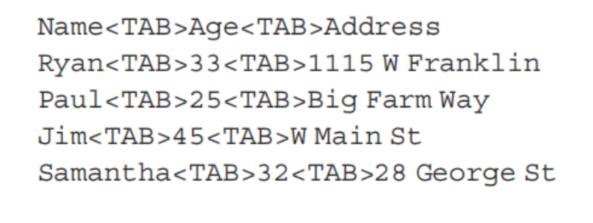 Name<TAB>Age<TAB>Address
Ryan<TAB>33<TAB>1115 W Franklin
Paul<TAB>25<TAB>Big Farm Way
Jim<TAB>45<TAB>W Main St
Samantha<TAB>32<TAB>28 George St